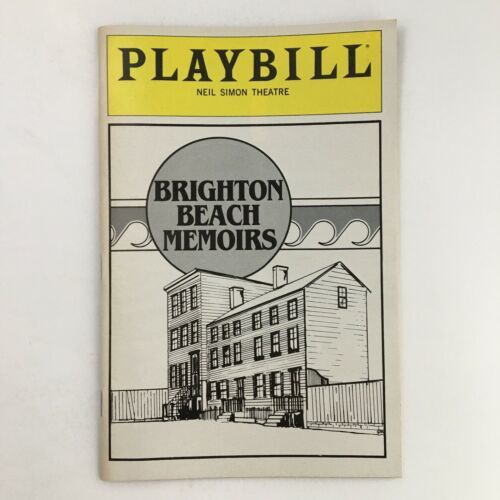 PLAYBILL®
NEIL SIMON THEATRE
BRIGHTON
BEACH
MEMOIRS